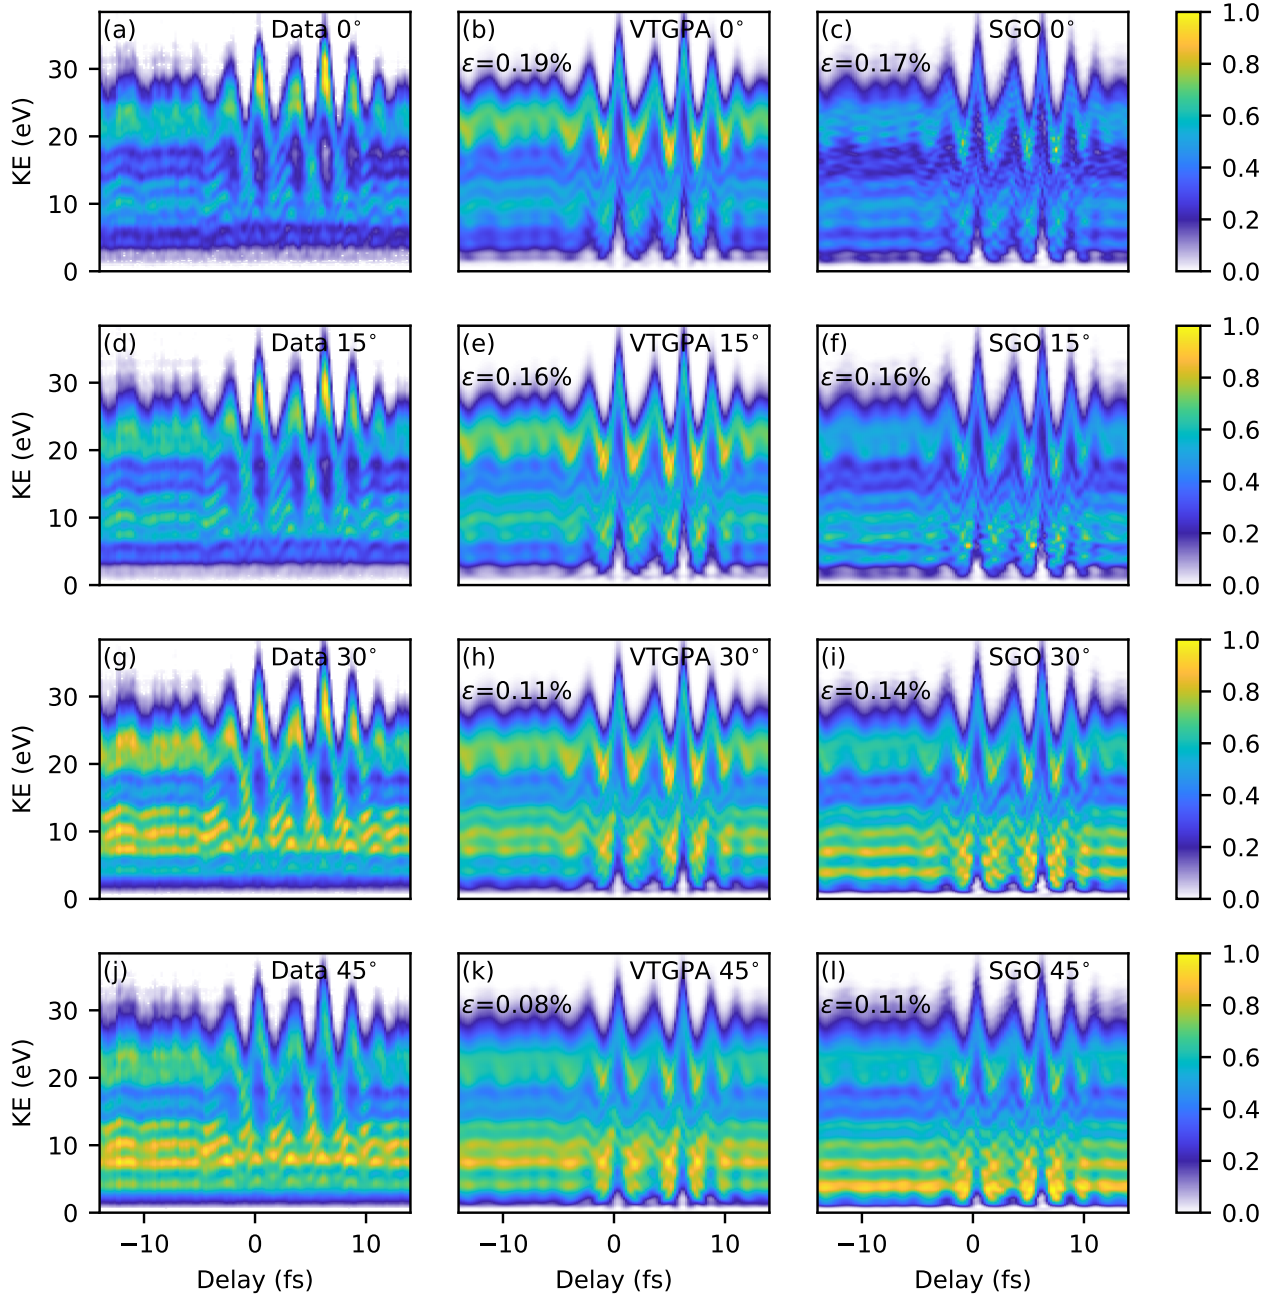 (a) Data 0°
(b) VTGPA 0°
ε=0.19%
(c) SGO 0°
ε=0.17%
KE (eV)
30
20
10
0
1.0
0.8
0.6
0.4
0.2
0.0
(d) Data 15°
(e) VTGPA 15°
ε=0.16%
(f) SGO 15°
ε=0.16%
KE (eV)
30
20
10
0
1.0
0.8
0.6
0.4
0.2
0.0
(g) Data 30°
(h) VTGPA 30°
ε=0.11%
(i) SGO 30°
ε=0.14%
KE (eV)
30
20
10
0
1.0
0.8
0.6
0.4
0.2
0.0
(j) Data 45°
(k) VTGPA 45°
ε=0.08%
(l) SGO 45°
ε=0.11%
KE (eV)
30
20
10
0
1.0
0.8
0.6
0.4
0.2
0.0
−10 0 10
−10 0 10
−10 0 10
Delay (fs)
Delay (fs)
Delay (fs)